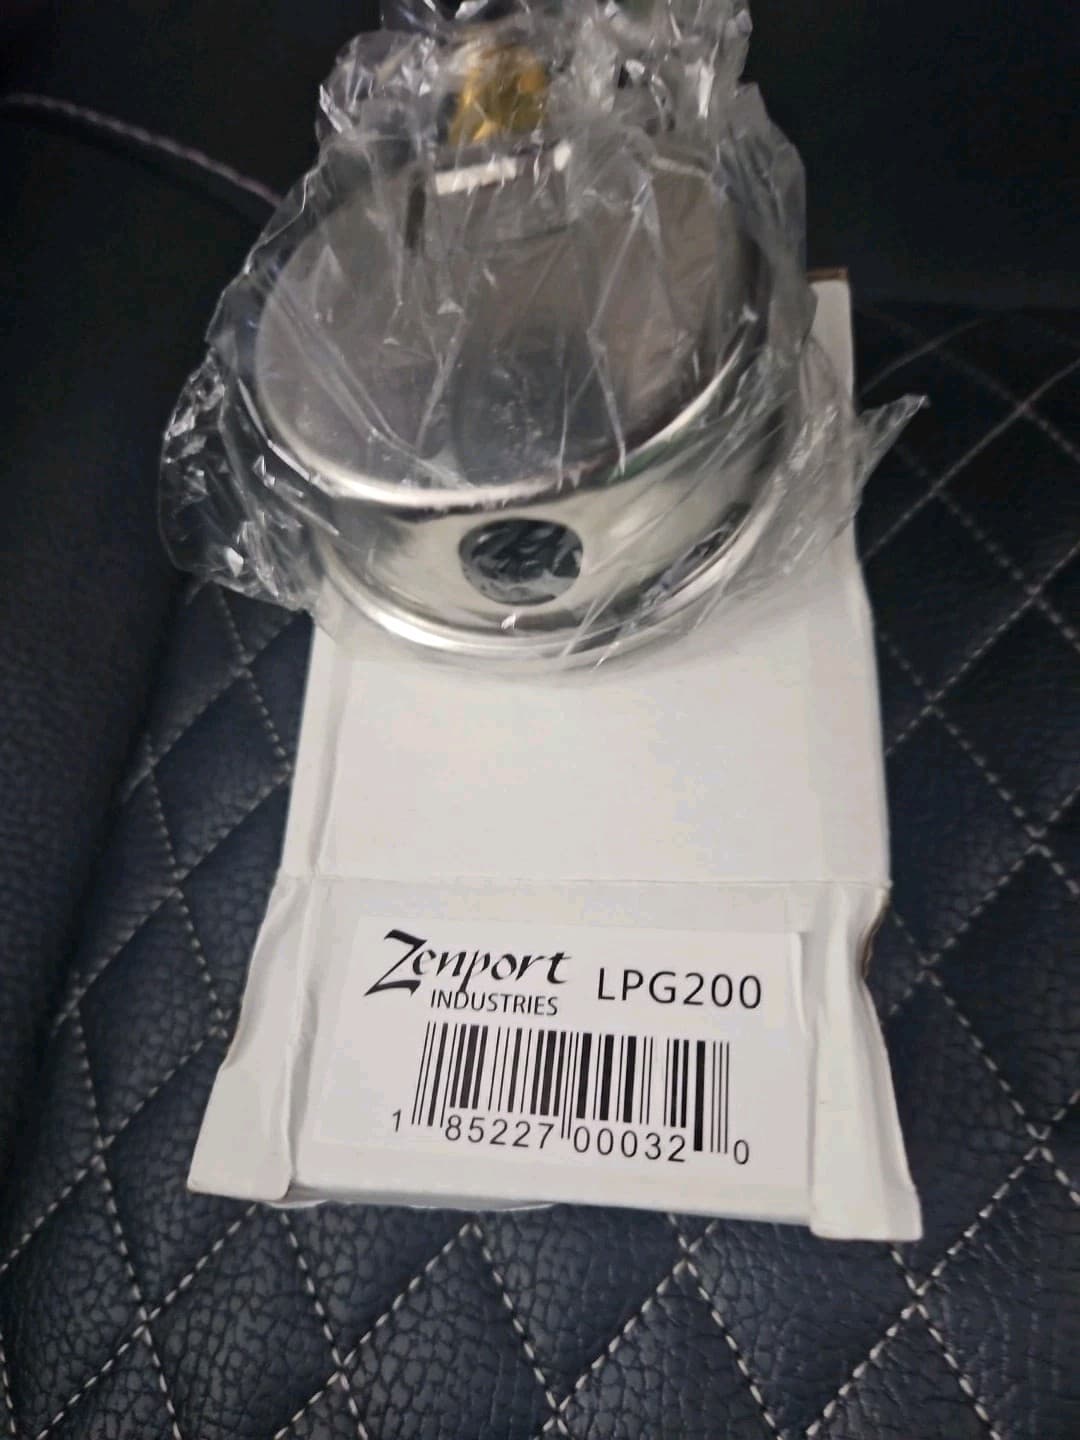 Zenport LPG200
INDUSTRIES
1 85227 00032 0